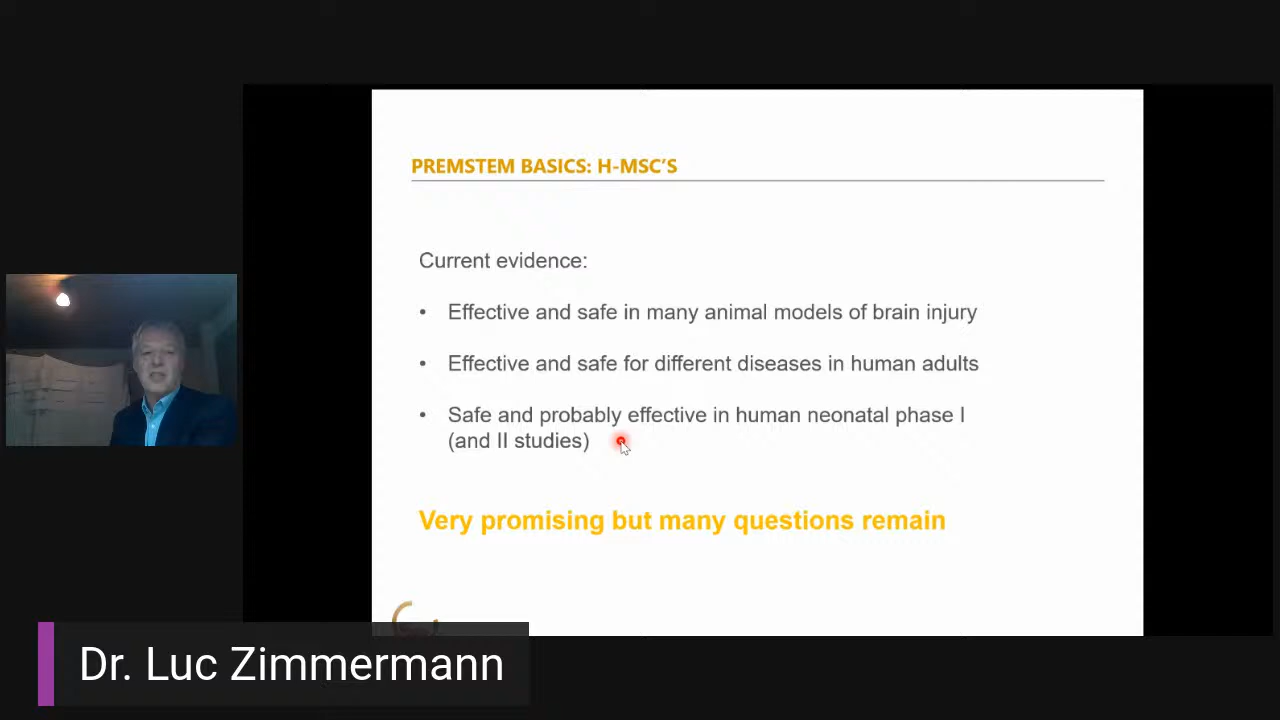 PREMSTEM BASICS: H-MSC'S
Current evidence:
• Effective and safe in many animal models of brain injury
• Effective and safe for different diseases in human adults
• Safe and probably effective in human neonatal phase I
(and II studies)
Very promising but many questions remain
Dr. Luc Zimmermann